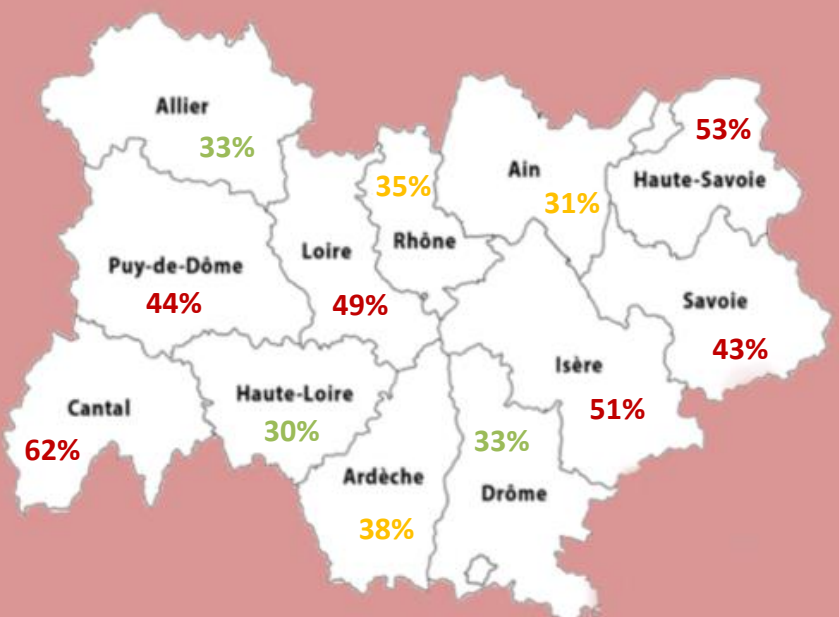 Allier
33%
53%
Ain
31%
Haute-Savoie
35%
Rhône
Loire
49%
Puy-de-Dôme
44%
Savoie
43%
Isère
51%
Haute-Loire
30%
Cantal
62%
33%
Drôme
Ardèche
38%